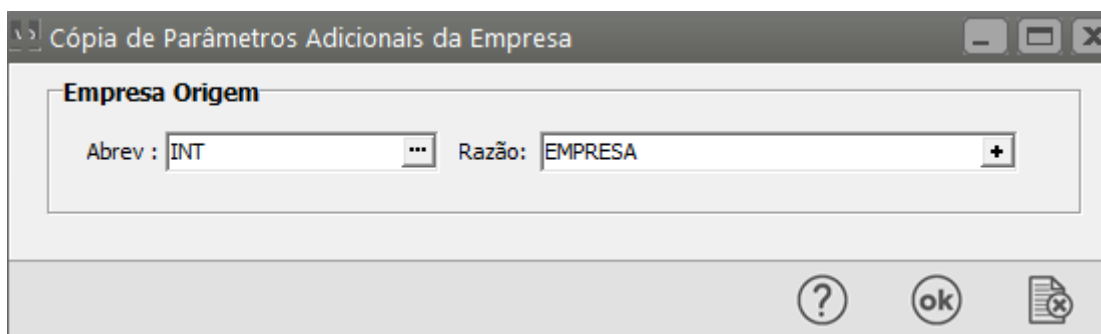 Cópia de Parâmetros Adicionais da Empresa
Empresa Origem
Abrev : INT ... Razão: EMPRESA +
? ok